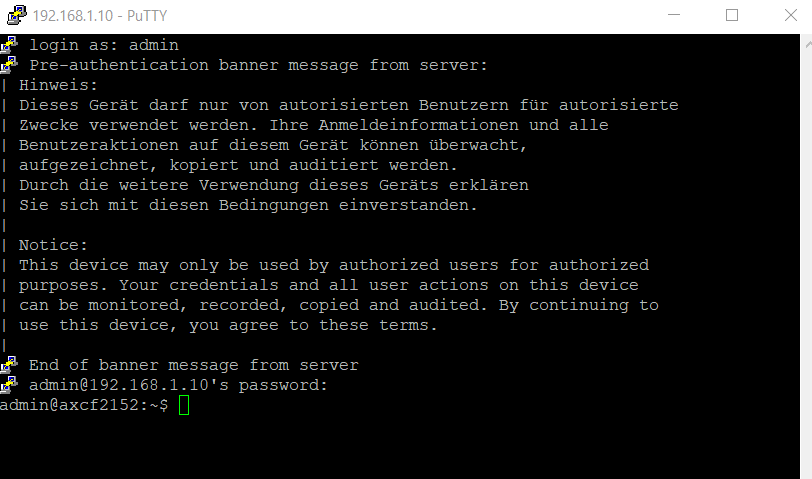 192.168.1.10 - PuTTY
login as: admin
Pre-authentication banner message from server:
| Hinweis:
| Dieses Gerät darf nur von autorisierten Benutzern für autorisierte
| Zwecke verwendet werden. Ihre Anmeldeinformationen und alle
| Benutzeraktionen auf diesem Gerät können überwacht,
| aufgezeichnet, kopiert und auditiert werden.
| Durch die weitere Verwendung dieses Geräts erklären
| Sie sich mit diesen Bedingungen einverstanden.
|
| Notice:
| This device may only be used by authorized users for authorized
| purposes. Your credentials and all user actions on this device
| can be monitored, recorded, copied and audited. By continuing to
| use this device, you agree to these terms.
|
End of banner message from server
admin@192.168.1.10's password:
admin@axcf2152:~$